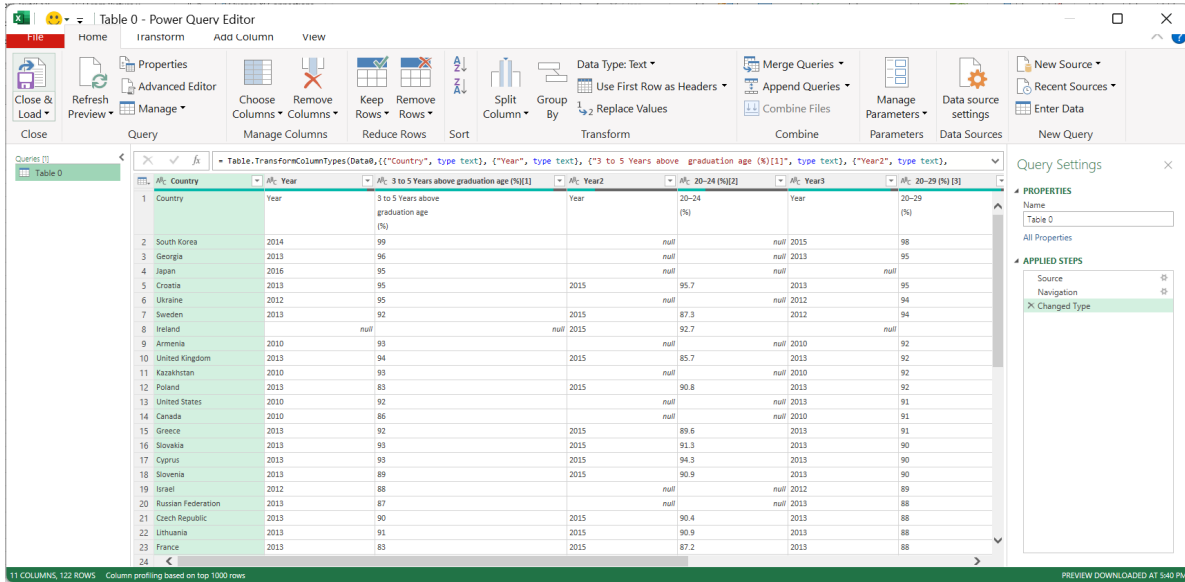 Table 0 - Power Query Editor
File Home Transform Add Column View
Close & Load
Refresh Preview
Properties
Advanced Editor
Manage
Choose Columns
Remove Columns
Keep Rows
Remove Rows
Split Column
Group By
Data Type: Text
Use First Row as Headers
Replace Values
Merge Queries
Append Queries
Combine Files
Manage Parameters
Data source settings
New Source
Recent Sources
Enter Data
Close Query Manage Columns Reduce Rows Sort Transform Combine Parameters Data Sources New Query
Queries [1]
Table 0
fx = Table.TransformColumnTypes(Data0,{{"Country", type text}, {"Year", type text}, {"3 to 5 Years above  graduation age (%)[1]", type text}, {"Year2", type text},
Country Year 3 to 5 Years above graduation age (%)[1] Year2 20–24 (%)[2] Year3 20–29 (%) [3]
1 Country Year 3 to 5 Years above Year 20–24 Year 20–29
graduation age (%) (%)
(%)
2 South Korea 2014 99 null null 2015 98
3 Georgia 2013 96 null null 2013 95
4 Japan 2016 95 null null null
5 Croatia 2013 95 2015 95.7 2013 95
6 Ukraine 2012 95 null null 2012 94
7 Sweden 2013 92 2015 87.3 2012 94
8 Ireland null null 2015 92.7 null
9 Armenia 2010 93 null null 2010 92
10 United Kingdom 2013 94 2015 85.7 2013 92
11 Kazakhstan 2010 93 null null 2010 92
12 Poland 2013 83 2015 90.8 2013 92
13 United States 2010 92 null null 2013 91
14 Canada 2010 86 null null 2010 91
15 Greece 2013 92 2015 89.6 2013 91
16 Slovakia 2013 93 2015 91.3 2013 90
17 Cyprus 2013 93 2015 94.3 2013 90
18 Slovenia 2013 89 2015 90.9 2013 90
19 Israel 2012 88 null null 2012 89
20 Russian Federation 2013 87 null null 2013 88
21 Czech Republic 2013 90 2015 90.4 2013 88
22 Lithuania 2013 91 2015 90.9 2013 88
23 France 2013 83 2015 87.2 2013 88
24
Query Settings
PROPERTIES
Name
Table 0
All Properties
APPLIED STEPS
Source
Navigation
Changed Type
11 COLUMNS, 122 ROWS Column profiling based on top 1000 rows
PREVIEW DOWNLOADED AT 5:40 PM